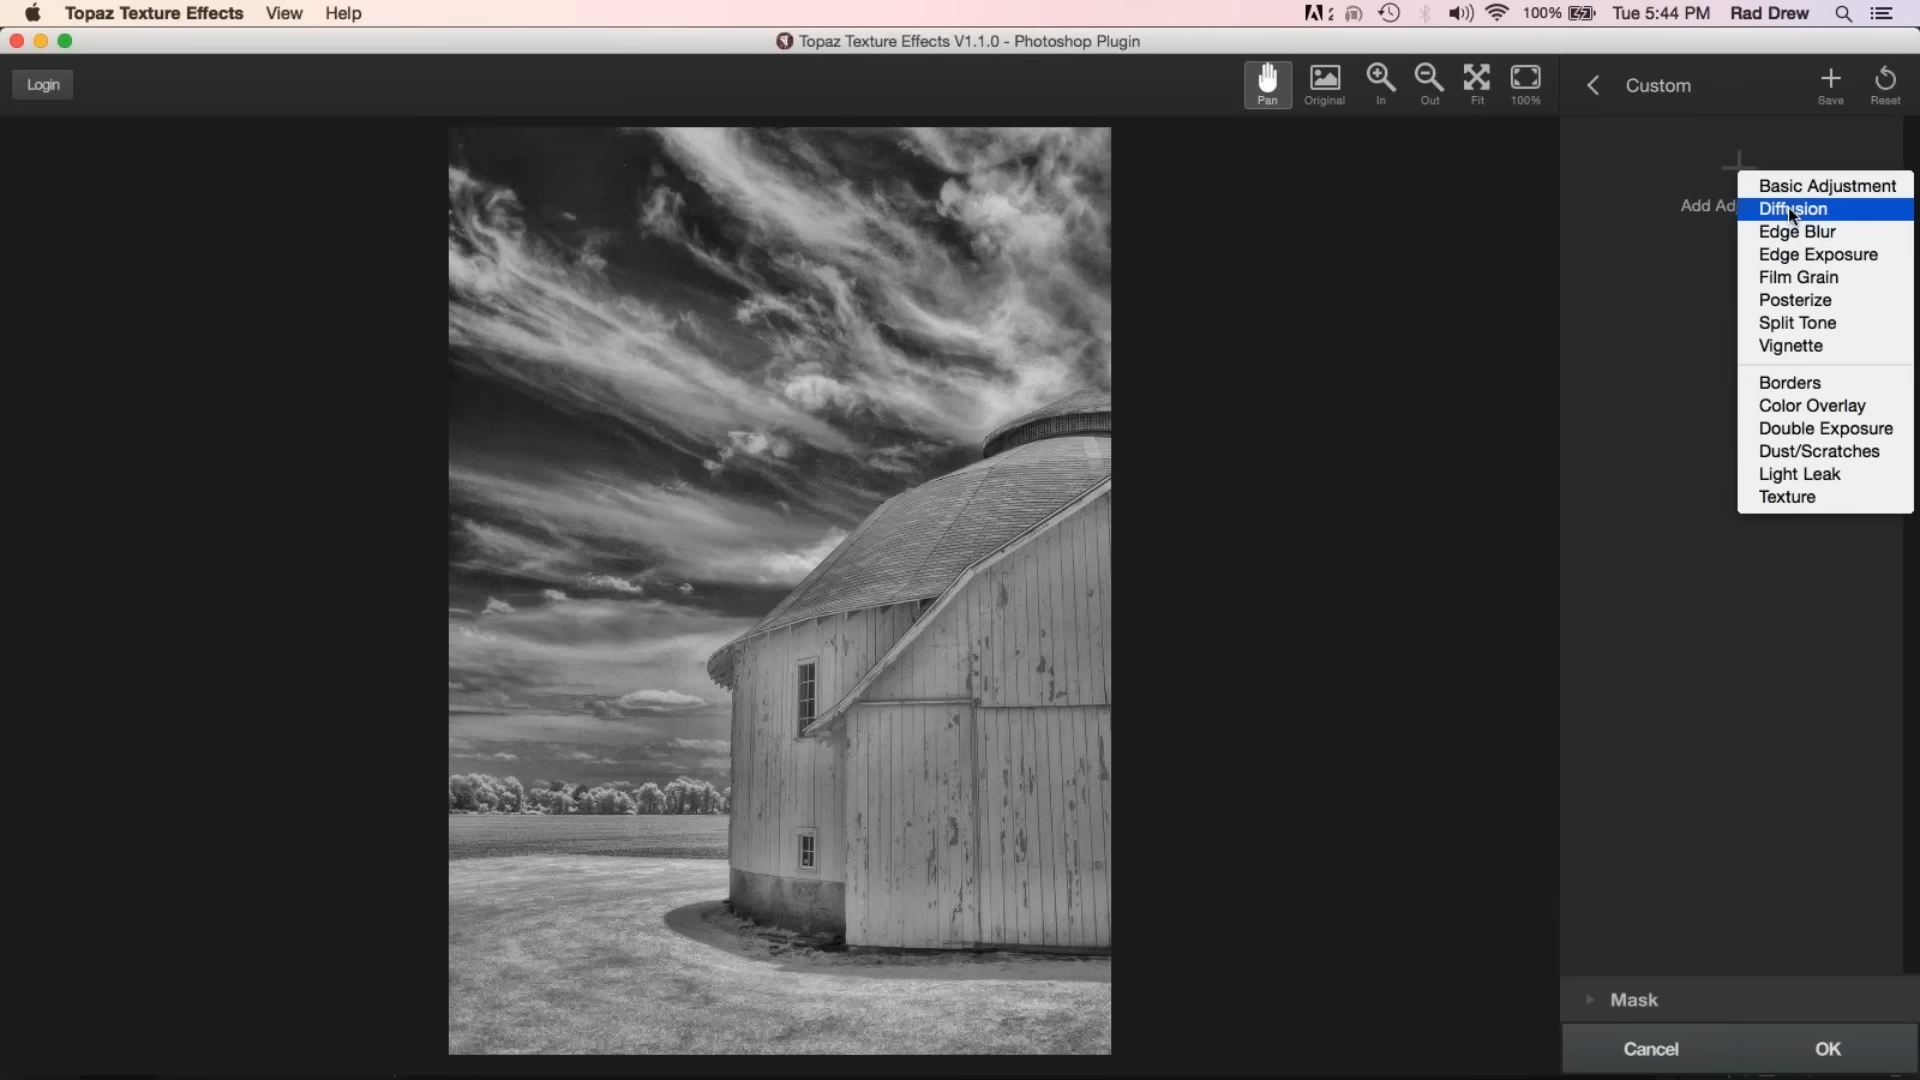 Topaz Texture Effects View Help
100% Tue 5:44 PM Rad Drew
Topaz Texture Effects V1.1.0 - Photoshop Plugin
Login
Pan Original In Out Fit 100%
Custom
Save Reset
Add
Basic Adjustment
Diffusion
Edge Blur
Edge Exposure
Film Grain
Posterize
Split Tone
Vignette
Borders
Color Overlay
Double Exposure
Dust/Scratches
Light Leak
Texture
Mask
Cancel OK